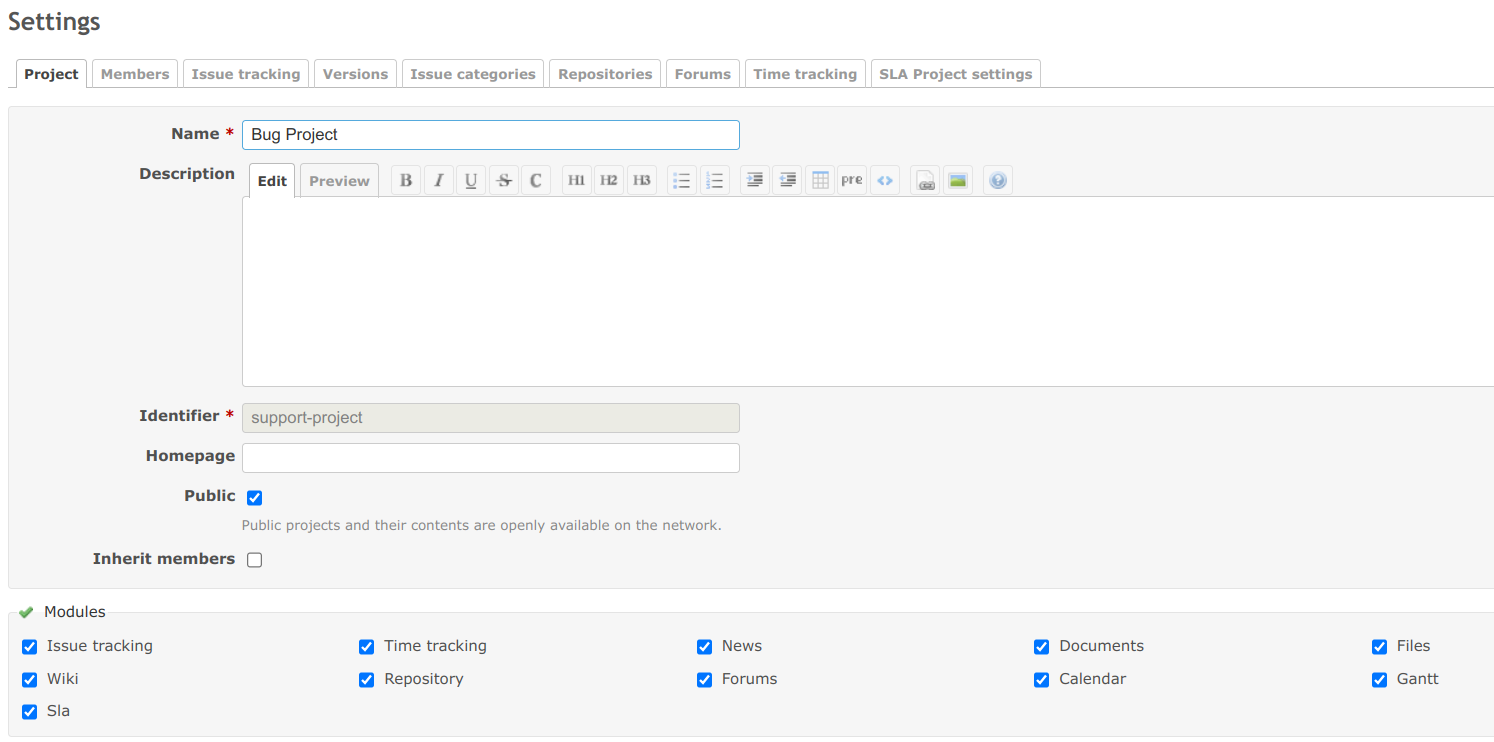 Settings
Project Members Issue tracking Versions Issue categories Repositories Forums Time tracking SLA Project settings
Name * Bug Project
Description Edit Preview B I U S C H1 H2 H3 pre <> ?
Identifier * support-project
Homepage
Public
Public projects and their contents are openly available on the network.
Inherit members
Modules
Issue tracking Time tracking News Documents Files
Wiki Repository Forums Calendar Gantt
Sla